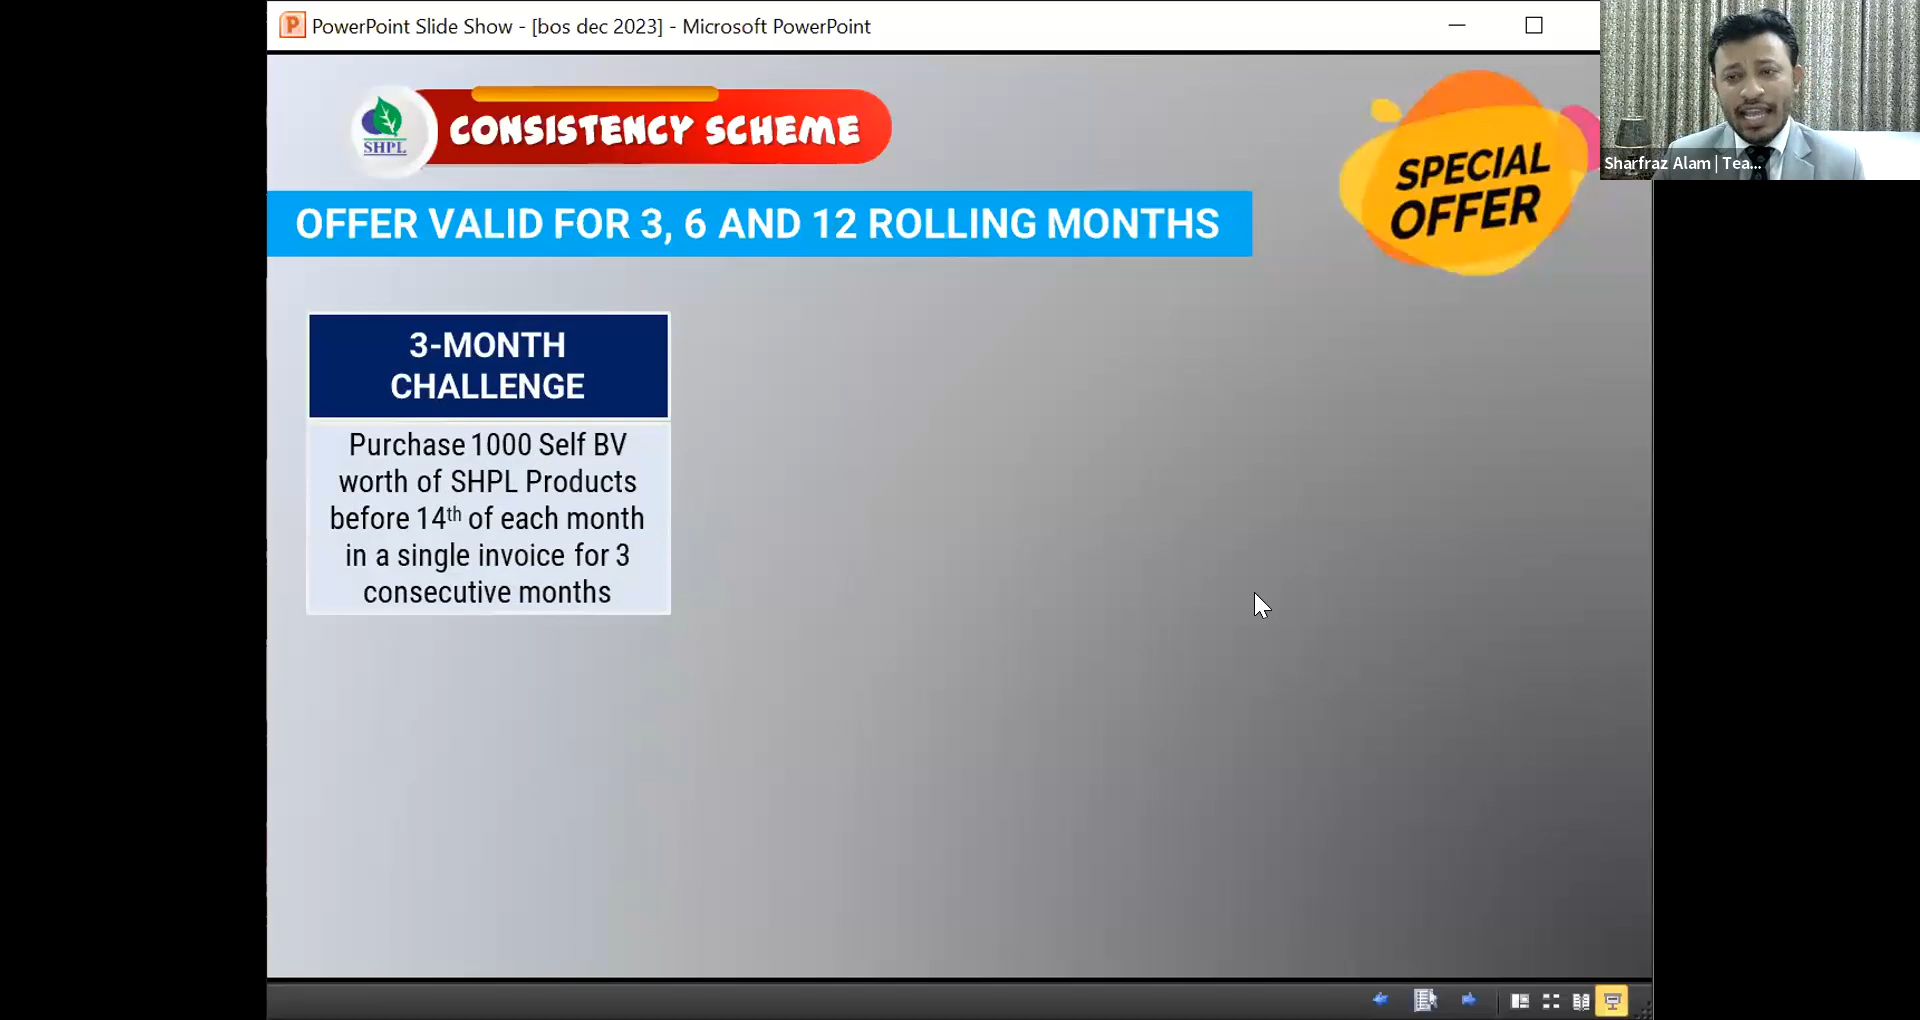 PowerPoint Slide Show - [bos dec 2023] - Microsoft PowerPoint
SHPL
CONSISTENCY SCHEME
SPECIAL
OFFER
Sharfraz Alam | Tea...
OFFER VALID FOR 3, 6 AND 12 ROLLING MONTHS
3-MONTH
CHALLENGE
Purchase 1000 Self BV
worth of SHPL Products
before 14th of each month
in a single invoice for 3
consecutive months